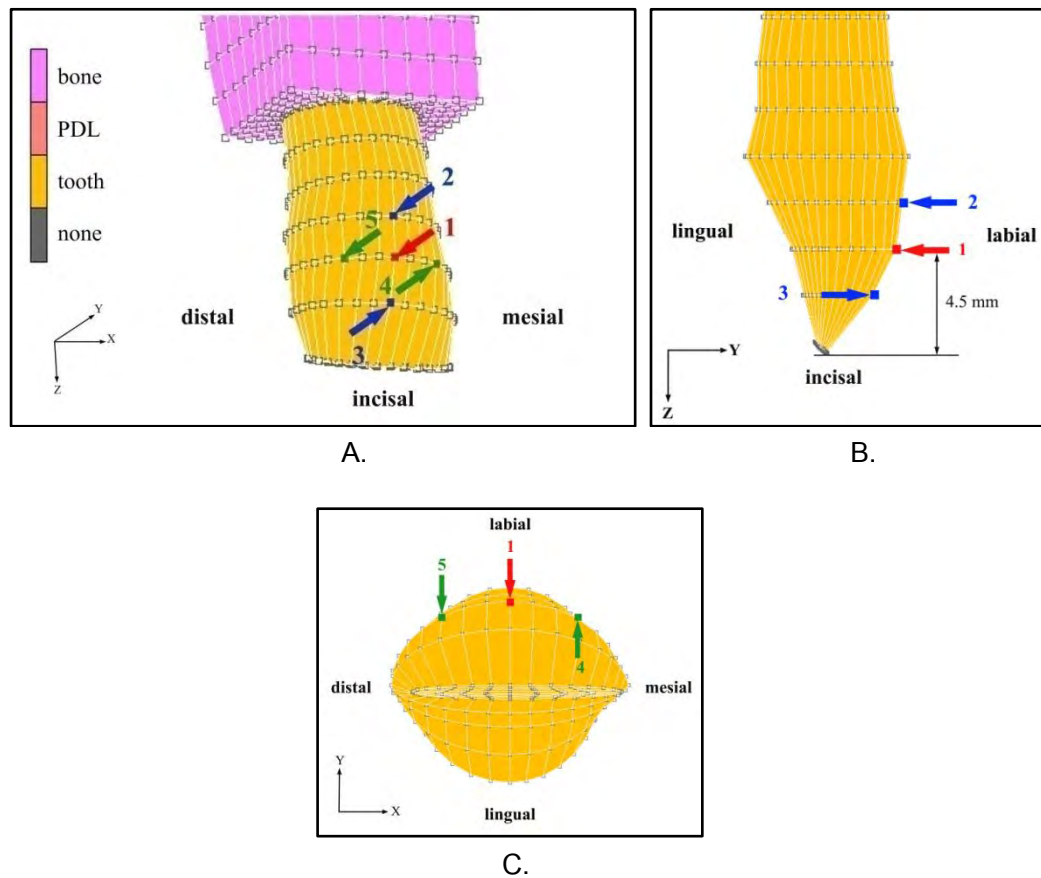 bone
PDL
tooth
none
2
5
1
4
3
distal
mesial
incisal
Y
X
Z
A.
2
lingual
labial
1
3
4.5 mm
Y
incisal
Z
B.
labial
1
5
4
distal
mesial
Y
X
lingual
C.